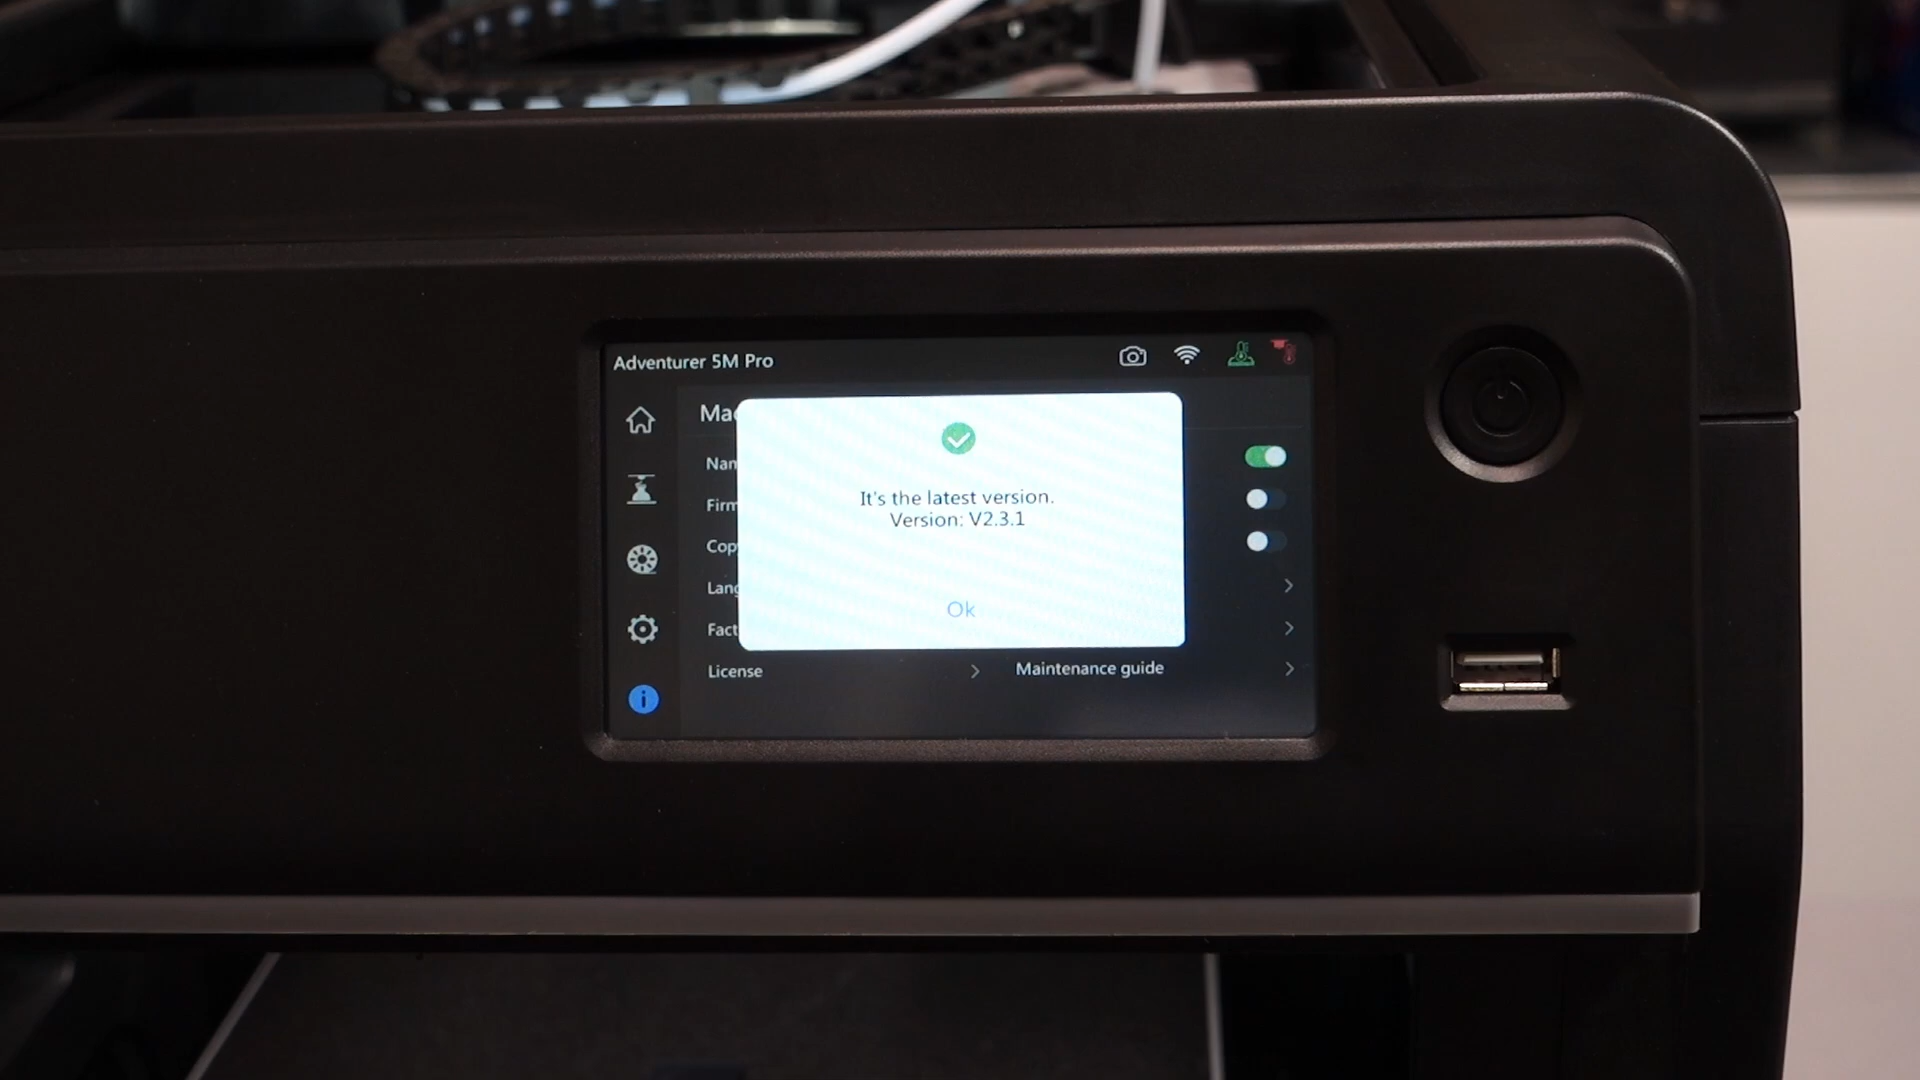 Adventurer 5M Pro
Mac
Nan
Firm
Cop
Lang
Fact
It's the latest version.
Version: V2.3.1
Ok
License
Maintenance guide